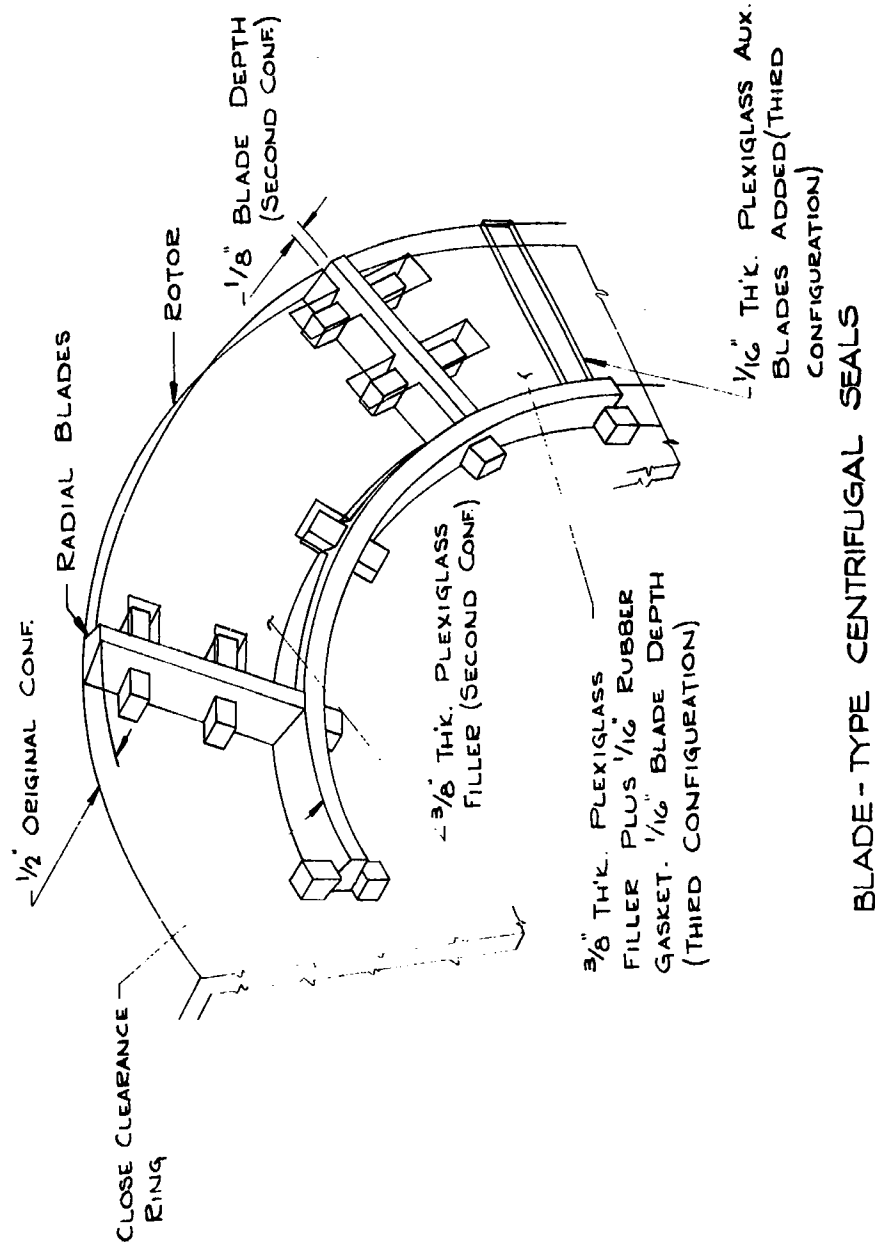 CLOSE CLEARANCE
RING
1/2" ORIGINAL CONF.
RADIAL BLADES
ROTOR
1/8" BLADE DEPTH
(SECOND CONF.)
3/8" TH'K. PLEXIGLASS
FILLER (SECOND CONF.)
3/8" TH'K. PLEXIGLASS
FILLER PLUS 1/16" RUBBER
GASKET. 1/16" BLADE DEPTH
(THIRD CONFIGURATION)
1/16" TH'K. PLEXIGLASS AUX.
BLADES ADDED (THIRD
CONFIGURATION)
BLADE-TYPE CENTRIFUGAL SEALS